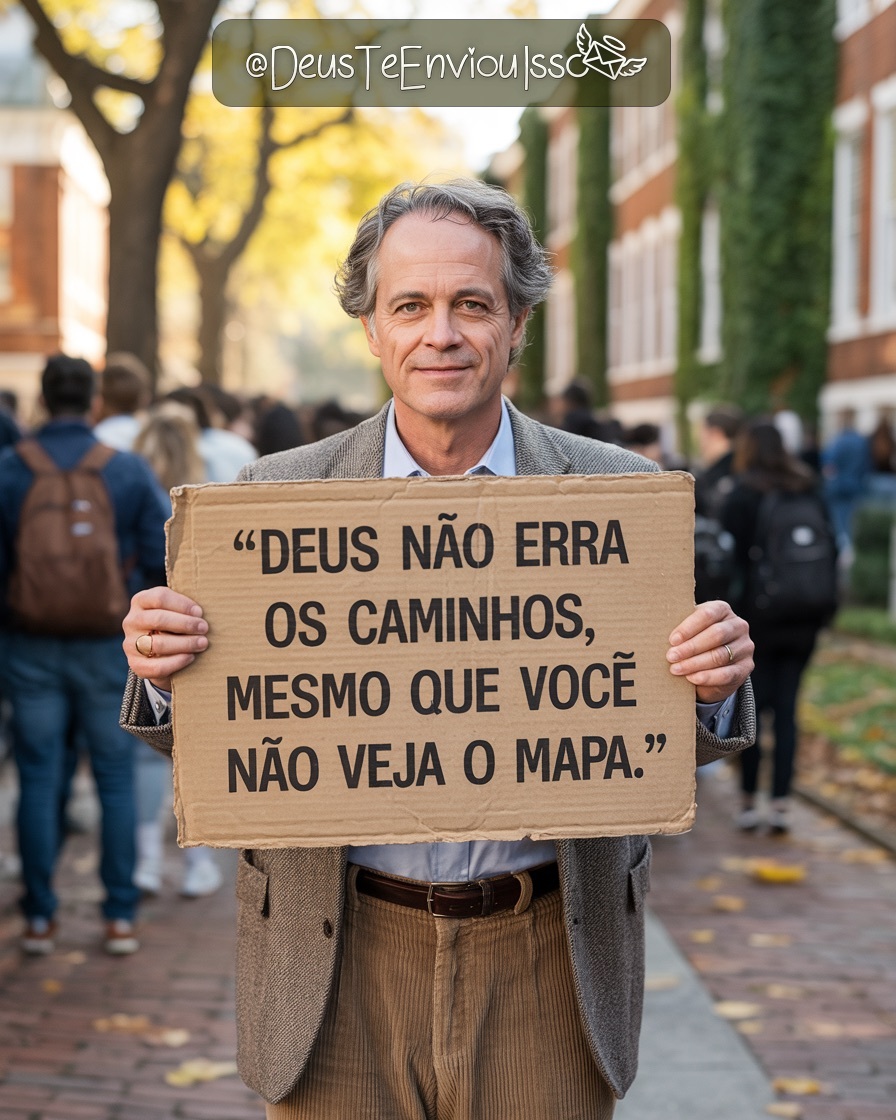 @DeusTeEnviouIsso
“DEUS NÃO ERRA
OS CAMINHOS,
MESMO QUE VOCẼ
NÃO VEJA O MAPA.”